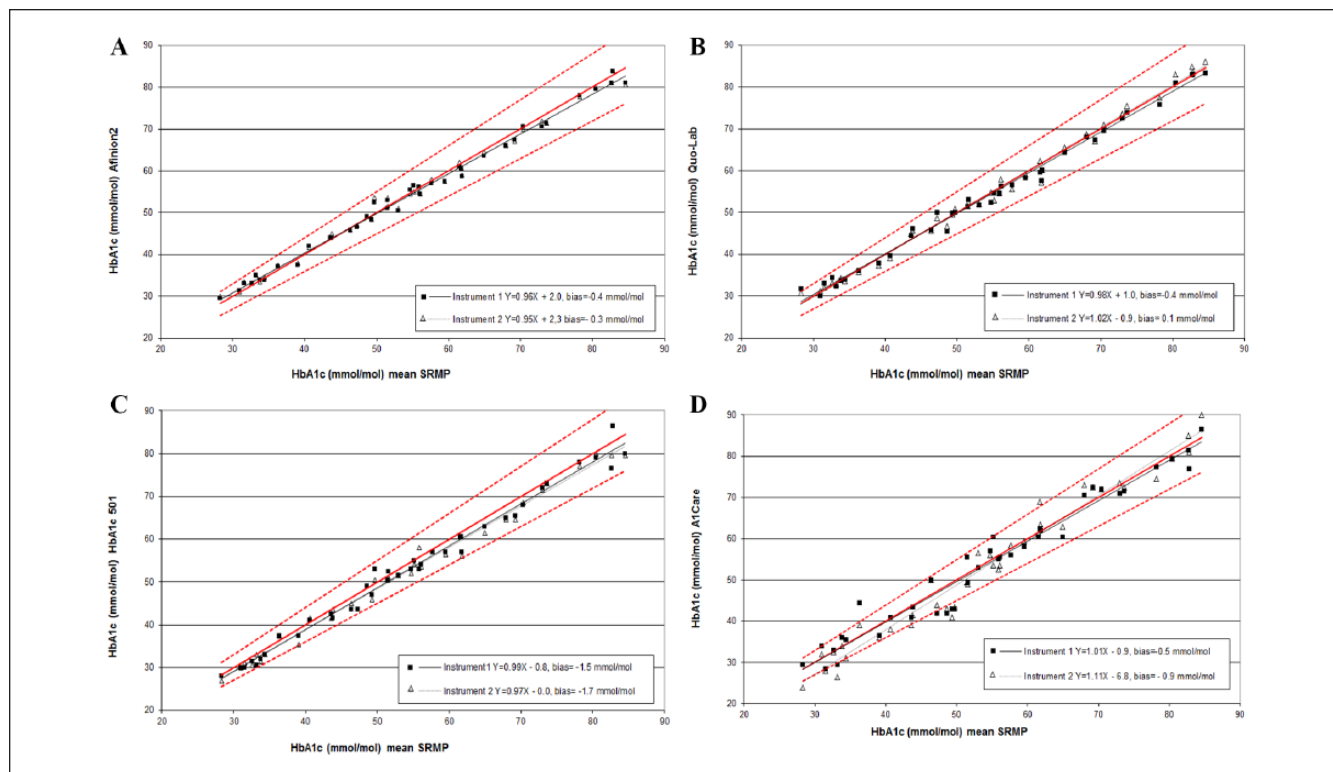 A
90
80
70
60
50
40
30
20
30 40 50 60 70 80 90
HbA1c (mmol/mmol) Afinion2
HbA1c (mmol/mol) mean SRMP
Instrument 1 Y=0.96X + 2.0, bias=-0.4 mmol/mol
Instrument 2 Y=0.95X + 2,3 bias=- 0.3 mmol/mol
B
90
80
70
60
50
40
30
20
20 30 40 50 60 70 80 90
HbA1c (mmol/mmol) Quo-Lab
HbA1c (mmol/mol) mean SRMP
Instrument 1 Y=0.98X + 1.0, bias=-0.4 mmol/mol
Instrument 2 Y=1.02X - 0.9, bias= 0.1 mmol/mol
C
90
80
70
60
50
40
30
20
20 30 40 50 60 70 80 90
HbA1c (mmol/mmol) HbA1c 501
HbA1c (mmol/mol) mean SRMP
Instrument 1 Y=0.99X - 0.8, bias= -1.5 mmol/mol
Instrument 2 Y=0.97X - 0.0, bias= -1.7 mmol/mol
D
90
80
70
60
50
40
30
20
20 30 40 50 60 70 80 90
HbA1c (mmol/mmol) A1Care
HbA1c (mmol/mol) mean SRMP
Instrument 1 Y=1.01X - 0.9, bias=-0.5 mmol/mol
Instrument 2 Y=1.11X - 6.8, bias= - 0.9 mmol/mol